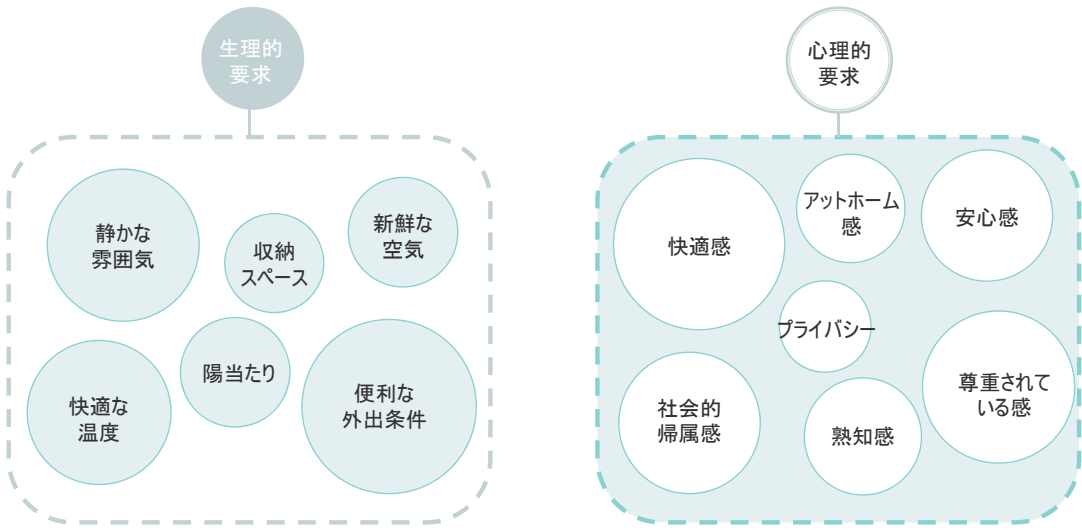 生理的
要求
静かな
雰囲気
収納
スペース
新鮮な
空気
快適な
温度
陽当たり
便利な
外出条件
心理的
要求
快適感
アットホーム
感
安心感
プライバシー
社会的
帰属感
熟知感
尊重されて
いる感